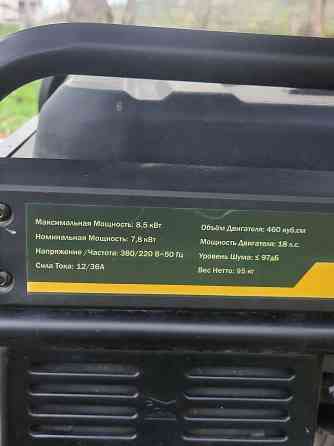 Максимальная Мощность: 8,5 кВт
Номинальная Мощность: 7,8 кВт
Напряжение /Частота: 380/220 В~50 Гц
Сила Тока: 12/36А
Объём Двигателя: 460 куб.см
Мощность Двигателя: 18 л.с.
Уровень Шума: ≤ 97дБ
Вес Нетто: 95 кг